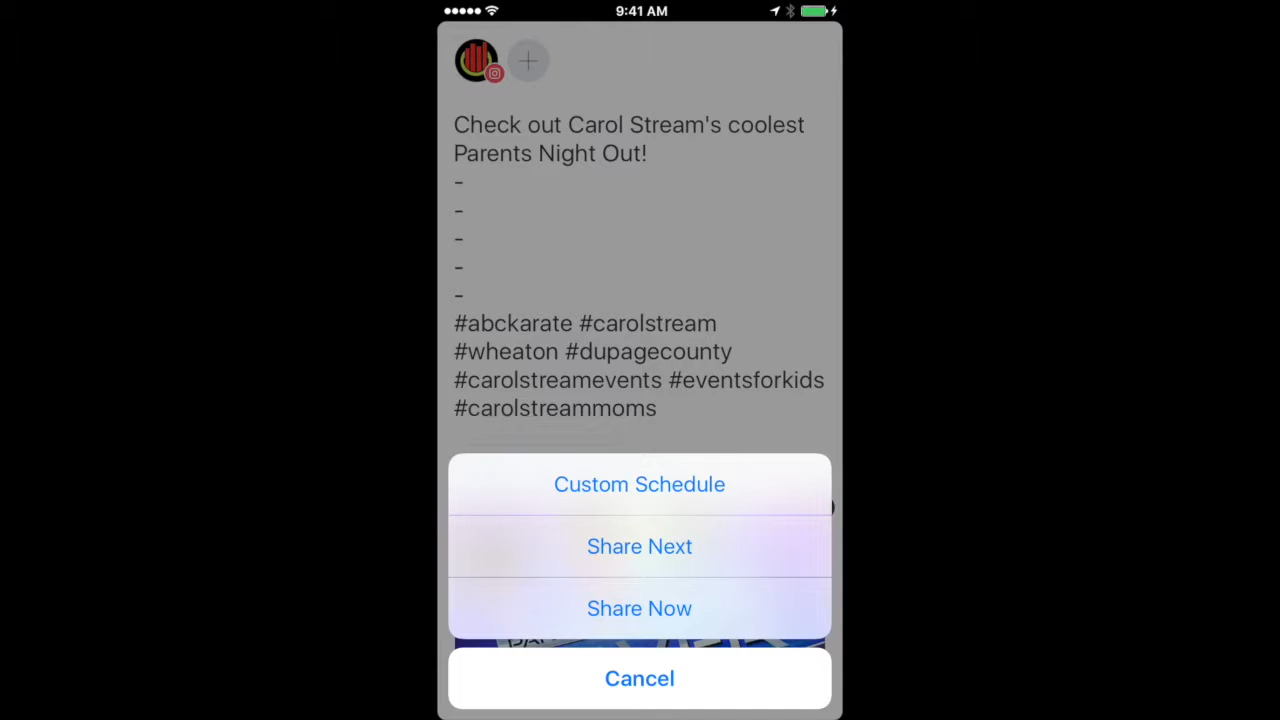 9:41 AM
Check out Carol Stream's coolest
Parents Night Out!
-
-
-
-
-
#abckarate #carolstream
#wheaton #dupagecounty
#carolstreamevents #eventsforkids
#carolstreammoms
Custom Schedule
Share Next
Share Now
Cancel